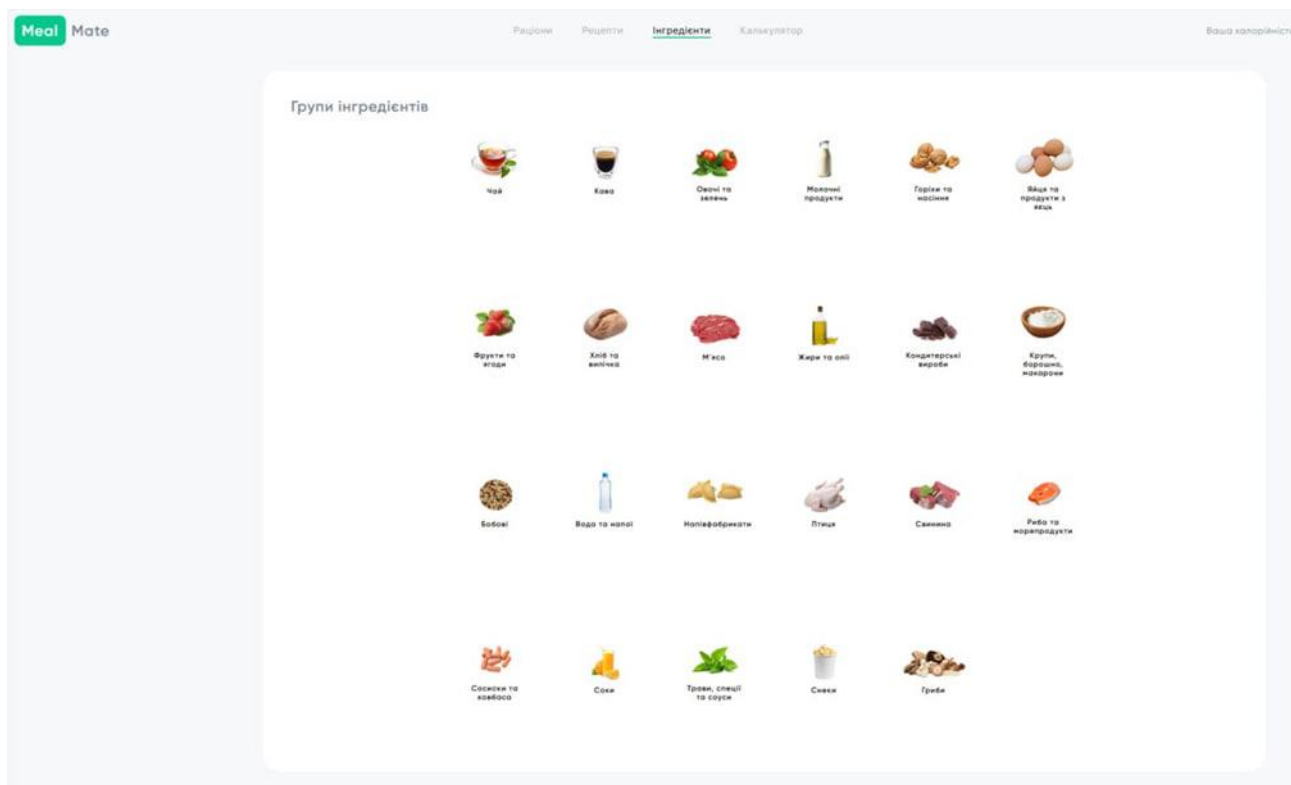 Meal Mate
Раціони Рецепти Інгредієнти Калькулятор
Ваша калорійніст
Групи інгредієнтів
Чай
Кава
Овочі та
зелень
Молочні
продукти
Горіхи та
насіння
Яйця та
продукти з
яєць
Фрукти та
ягоди
Хліб та
випічка
М'ясо
Жири та олії
Кондитерські
вироби
Крупи,
борошно,
макарони
Бобові
Вода та напої
Напівфабрикати
Птиця
Свинина
Риба та
морепродукти
Сосиски та
ковбаса
Соки
Трави, спеції
та соуси
Снеки
Гриби